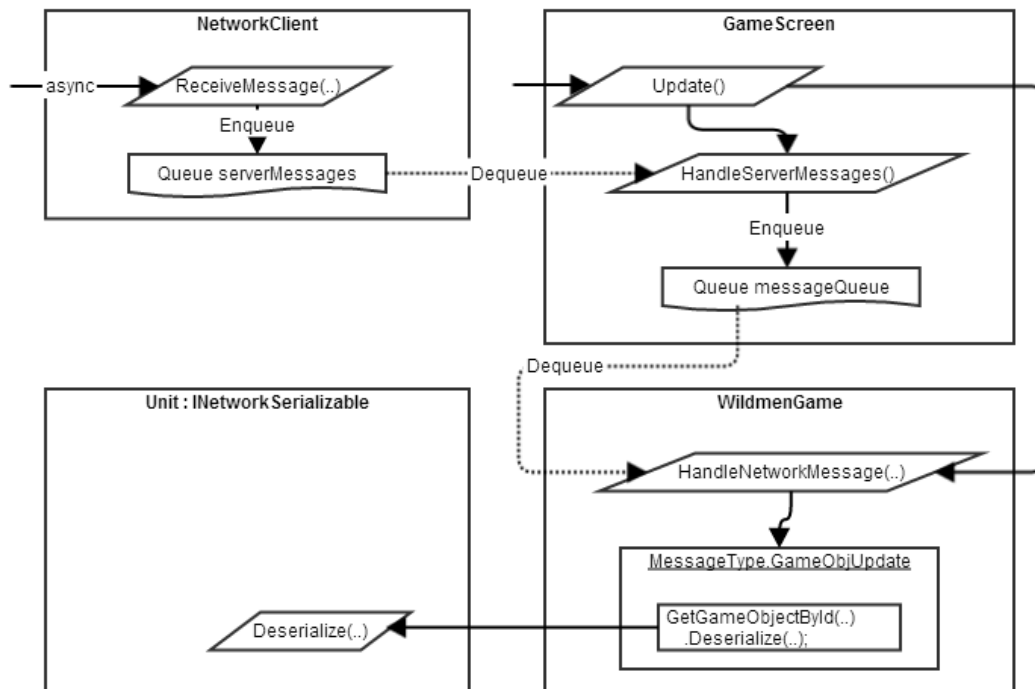 NetworkClient
GameScreen
async
ReceiveMessage(..)
Update()
Enqueue
Queue serverMessages
Dequeue
HandleServerMessages()
Enqueue
Queue messageQueue
Dequeue
Unit : INetworkSerializable
WildmenGame
HandleNetworkMessage(..)
MessageType.GameObjUpdate
Deserialize(..)
GetGameObjectById(..)
.Deserialize(..);